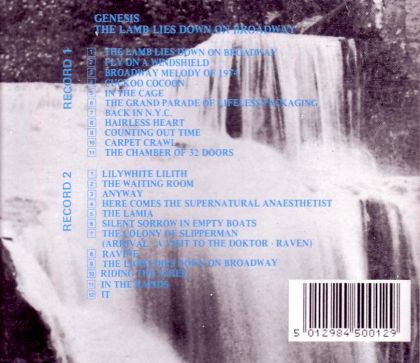 GENESIS
THE LAMB LIES DOWN ON BROADWAY
RECORD 1
1 THE LAMB LIES DOWN ON BROADWAY
2 FLY ON A WINDSHIELD
3 BROADWAY MELODY OF 1974
4 CUCKOO COCOON
5 IN THE CAGE
6 THE GRAND PARADE OF LIFELESS PACKAGING
7 BACK IN N.Y.C.
8 HAIRLESS HEART
9 COUNTING OUT TIME
10 CARPET CRAWL
11 THE CHAMBER OF 32 DOORS
RECORD 2
1 LILYWHITE LILITH
2 THE WAITING ROOM
3 ANYWAY
4 HERE COMES THE SUPERNATURAL ANAESTHETIST
5 THE LAMIA
6 SILENT SORROW IN EMPTY BOATS
7 THE COLONY OF SLIPPERMAN
(ARRIVAL · A VISIT TO THE DOKTOR · RAVEN)
8 RAVINE
9 THE LIGHT DIES DOWN ON BROADWAY
10 RIDING THE SCREE
11 IN THE RAPIDS
12 IT
5 012984 500129